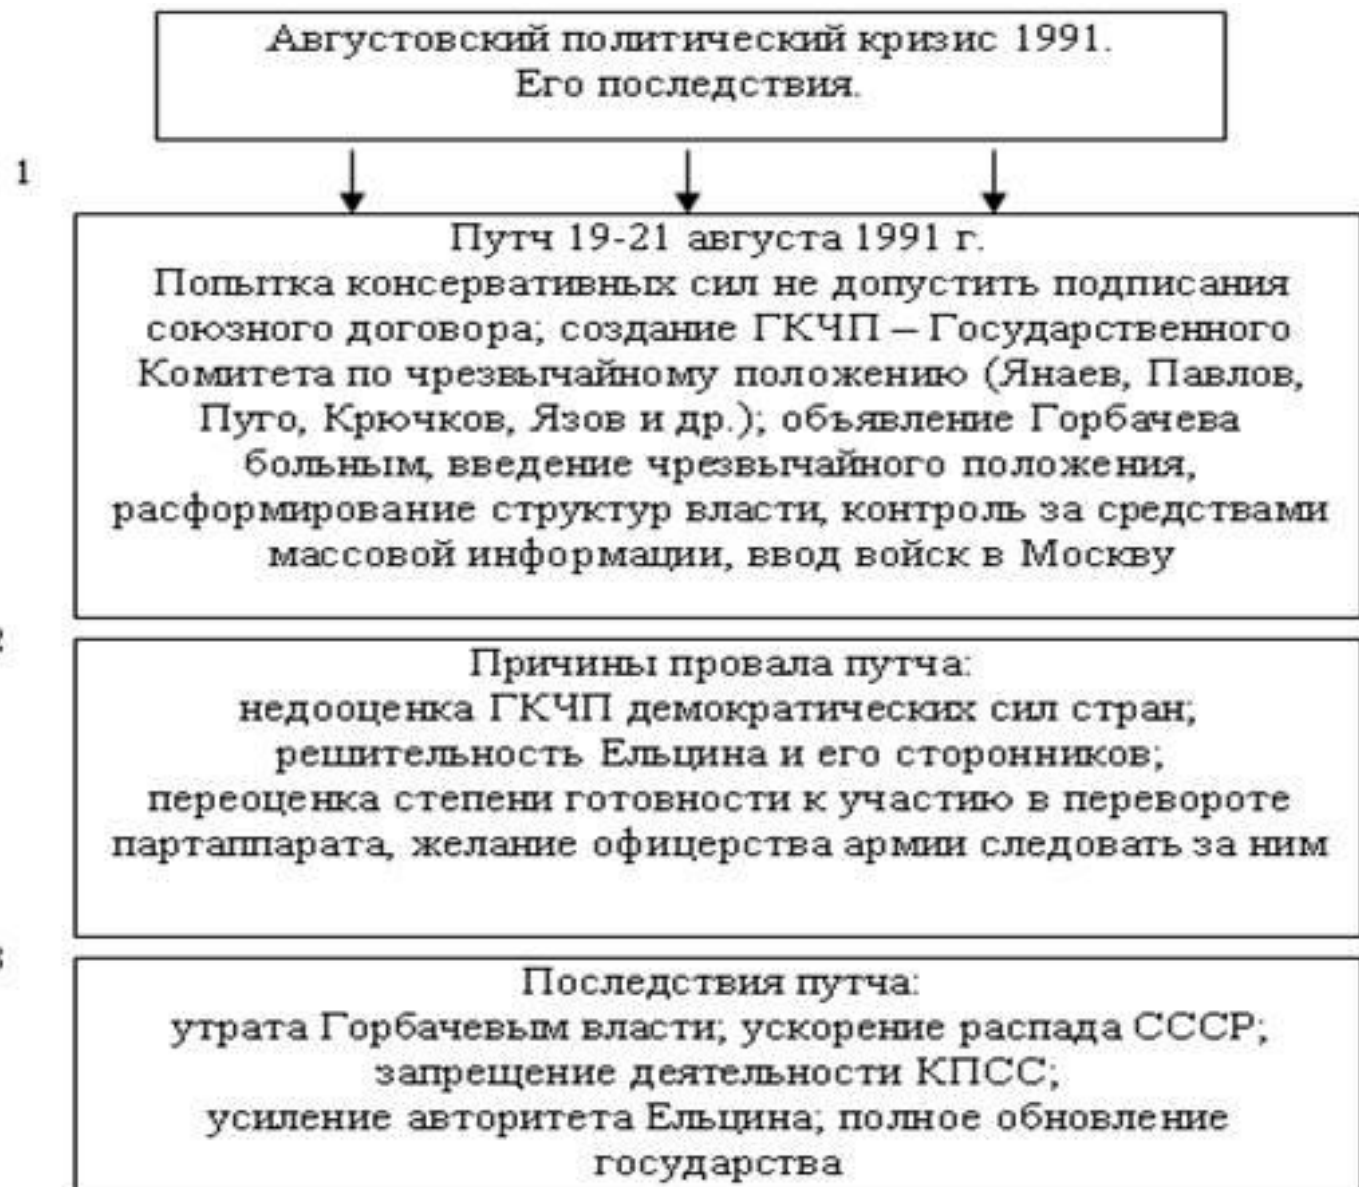 Августовский политический кризис 1991.
Его последствия.
1
Путч 19-21 августа 1991 г.
Попытка консервативных сил не допустить подписания
союзного договора; создание ГКЧП – Государственного
Комитета по чрезвычайному положению (Янаев, Павлов,
Пуго, Крючков, Язов и др.); объявление Горбачева
больным, введение чрезвычайного положения,
расформирование структур власти, контроль за средствами
массовой информации, ввод войск в Москву
2
Причины провала путча:
недооценка ГКЧП демократических сил стран;
решительность Ельцина и его сторонников;
переоценка степени готовности к участию в перевороте
партаппарата, желание офицерства армии следовать за ним
3
Последствия путча:
утрата Горбачевым власти; ускорение распада СССР;
запрещение деятельности КПСС;
усиление авторитета Ельцина; полное обновление
государства